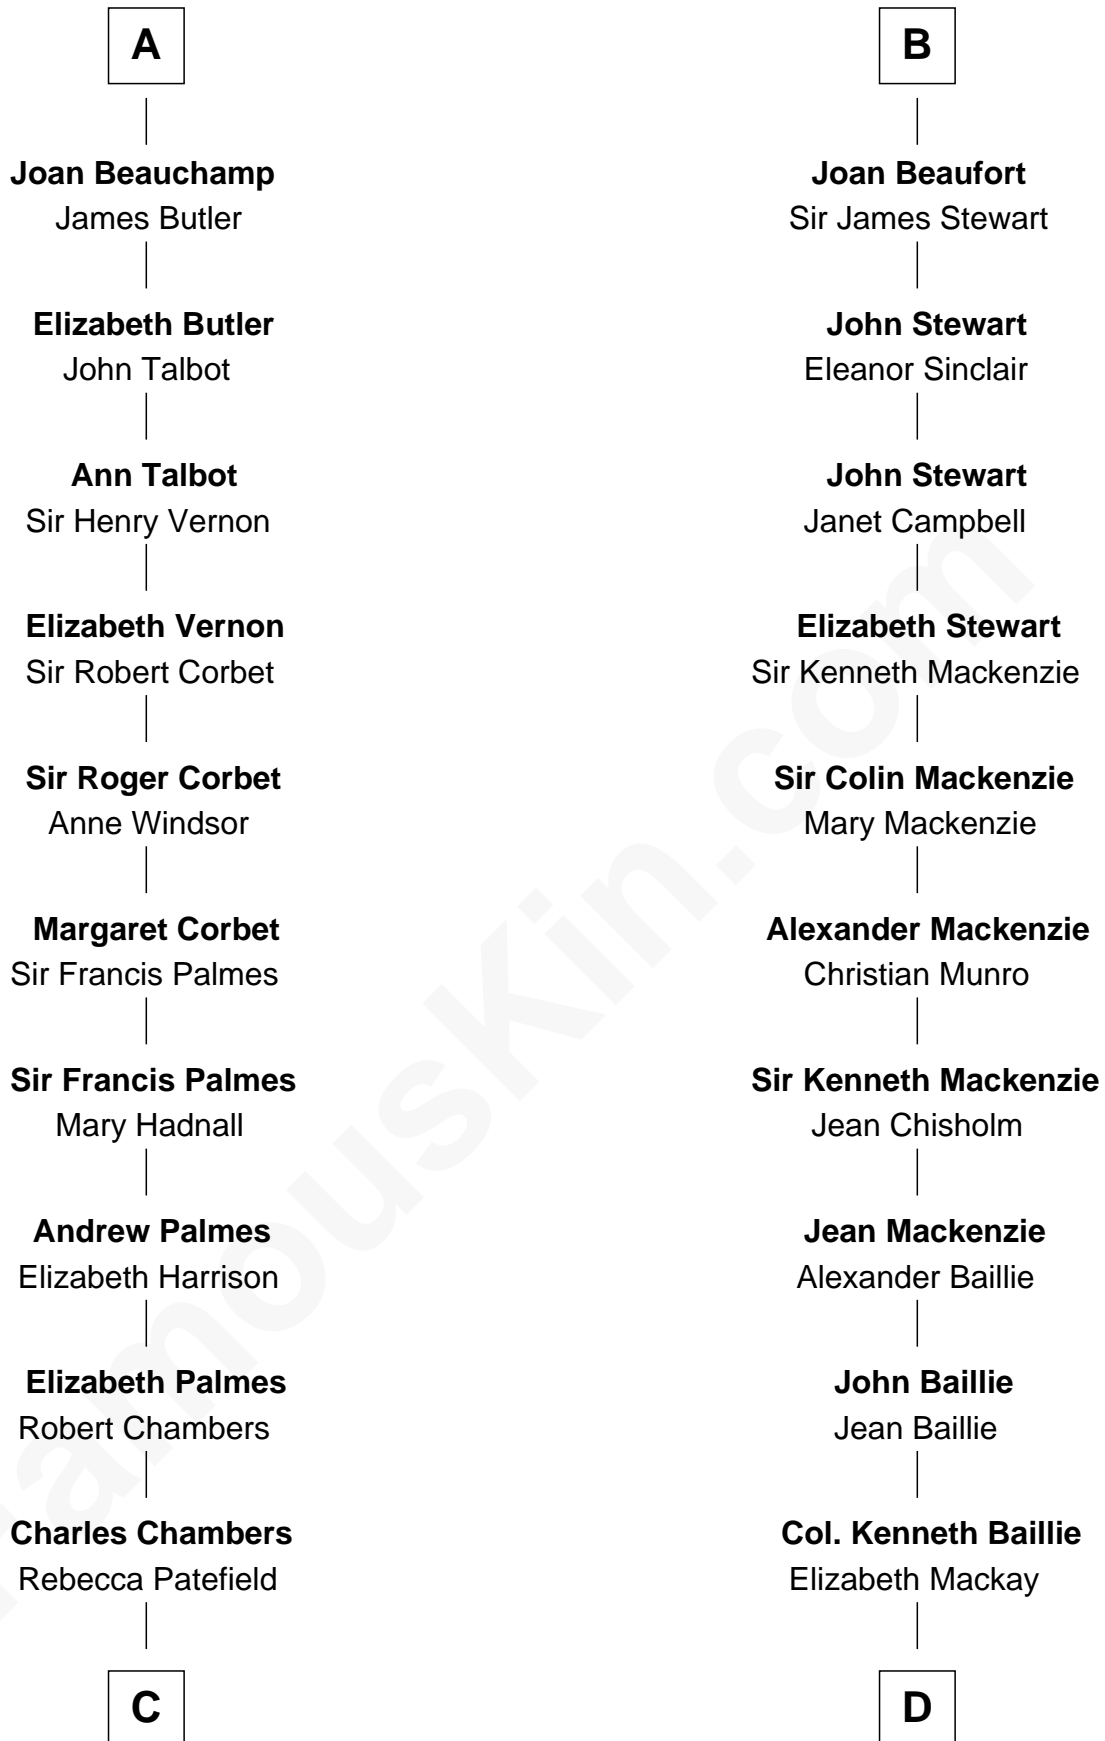 A
Joan Beauchamp
James Butler
Elizabeth Butler
John Talbot
Ann Talbot
Sir Henry Vernon
Elizabeth Vernon
Sir Robert Corbet
Sir Roger Corbet
Anne Windsor
Margaret Corbet
Sir Francis Palmes
Sir Francis Palmes
Mary Hadnall
Andrew Palmes
Elizabeth Harrison
Elizabeth Palmes
Robert Chambers
Charles Chambers
Rebecca Patefield
C
B
Joan Beaufort
Sir James Stewart
John Stewart
Eleanor Sinclair
John Stewart
Janet Campbell
Elizabeth Stewart
Sir Kenneth Mackenzie
Sir Colin Mackenzie
Mary Mackenzie
Alexander Mackenzie
Christian Munro
Sir Kenneth Mackenzie
Jean Chisholm
Jean Mackenzie
Alexander Baillie
John Baillie
Jean Baillie
Col. Kenneth Baillie
Elizabeth Mackay
D
FamousKin.com